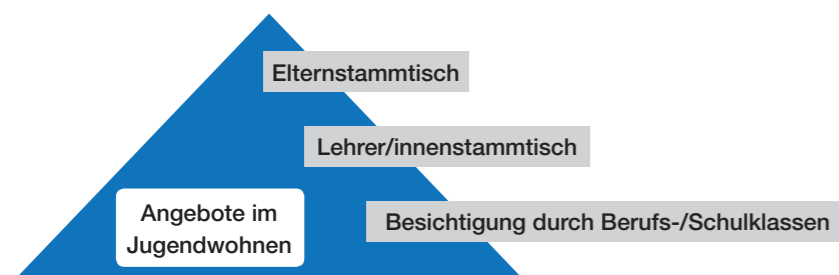 Elternstammtisch
Lehrer/innenstammtisch
Angebote im
Jugendwohnen
Besichtigung durch Berufs-/Schulklassen